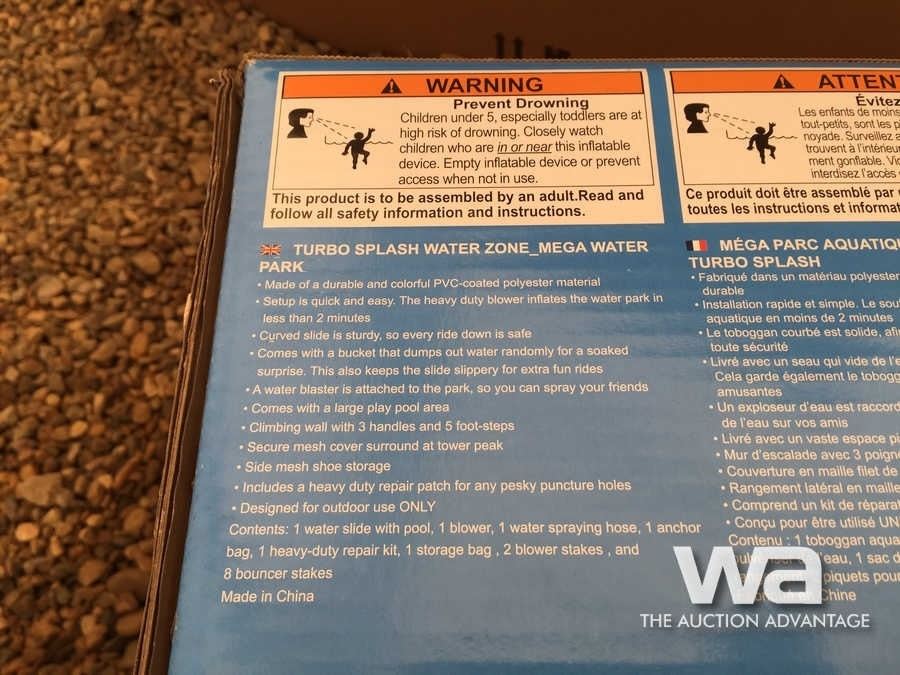 WARNING
Prevent Drowning
Children under 5, especially toddlers are at
high risk of drowning. Closely watch
children who are in or near this inflatable
device. Empty inflatable device or prevent
access when not in use.
This product is to be assembled by an adult.Read and
follow all safety information and instructions.
TURBO SPLASH WATER ZONE_MEGA WATER
PARK
• Made of a durable and colorful PVC-coated polyester material
• Setup is quick and easy. The heavy duty blower inflates the water park in
less than 2 minutes
• Curved slide is sturdy, so every ride down is safe
• Comes with a bucket that dumps out water randomly for a soaked
surprise. This also keeps the slide slippery for extra fun rides
• A water blaster is attached to the park, so you can spray your friends
• Comes with a large play pool area
• Climbing wall with 3 handles and 5 foot-steps
• Secure mesh cover surround at tower peak
• Side mesh shoe storage
• Includes a heavy duty repair patch for any pesky puncture holes
• Designed for outdoor use ONLY
Contents: 1 water slide with pool, 1 blower, 1 water spraying hose, 1 anchor
bag, 1 heavy-duty repair kit, 1 storage bag , 2 blower stakes , and
8 bouncer stakes
Made in China
ATTENT
Évitez
Les enfants de moins
tout-petits, sont les
noyade. Surveillez
trouvent à l'intérieur
ment gonflable.
interdisez l'accès
Ce produit doit être assemblé par
toutes les instructions et informat
MÉGA PARC AQUATIQU
TURBO SPLASH
• Fabriqué dans un matériau polyester
durable
• Installation rapide et simple. Le sou
aquatique en moins de 2 minutes
• Le toboggan courbé est solide, afi
toute sécurité
• Livré avec un seau qui vide de l'e
Cela garde également le tobogg
amusantes
• Un exploseur d'eau est raccord
de l'eau sur vos amis
• Livré avec un vaste espace pi
• Mur d'escalade avec 3 poigné
• Couverture en maille filet de
• Rangement latéral en maille
• Comprend un kit de répara
• Conçu pour être utilisé UN
Contenu : 1 toboggan aqua
l'eau, 1 sac d
piquets pour
Chine
wa
THE AUCTION ADVANTAGE